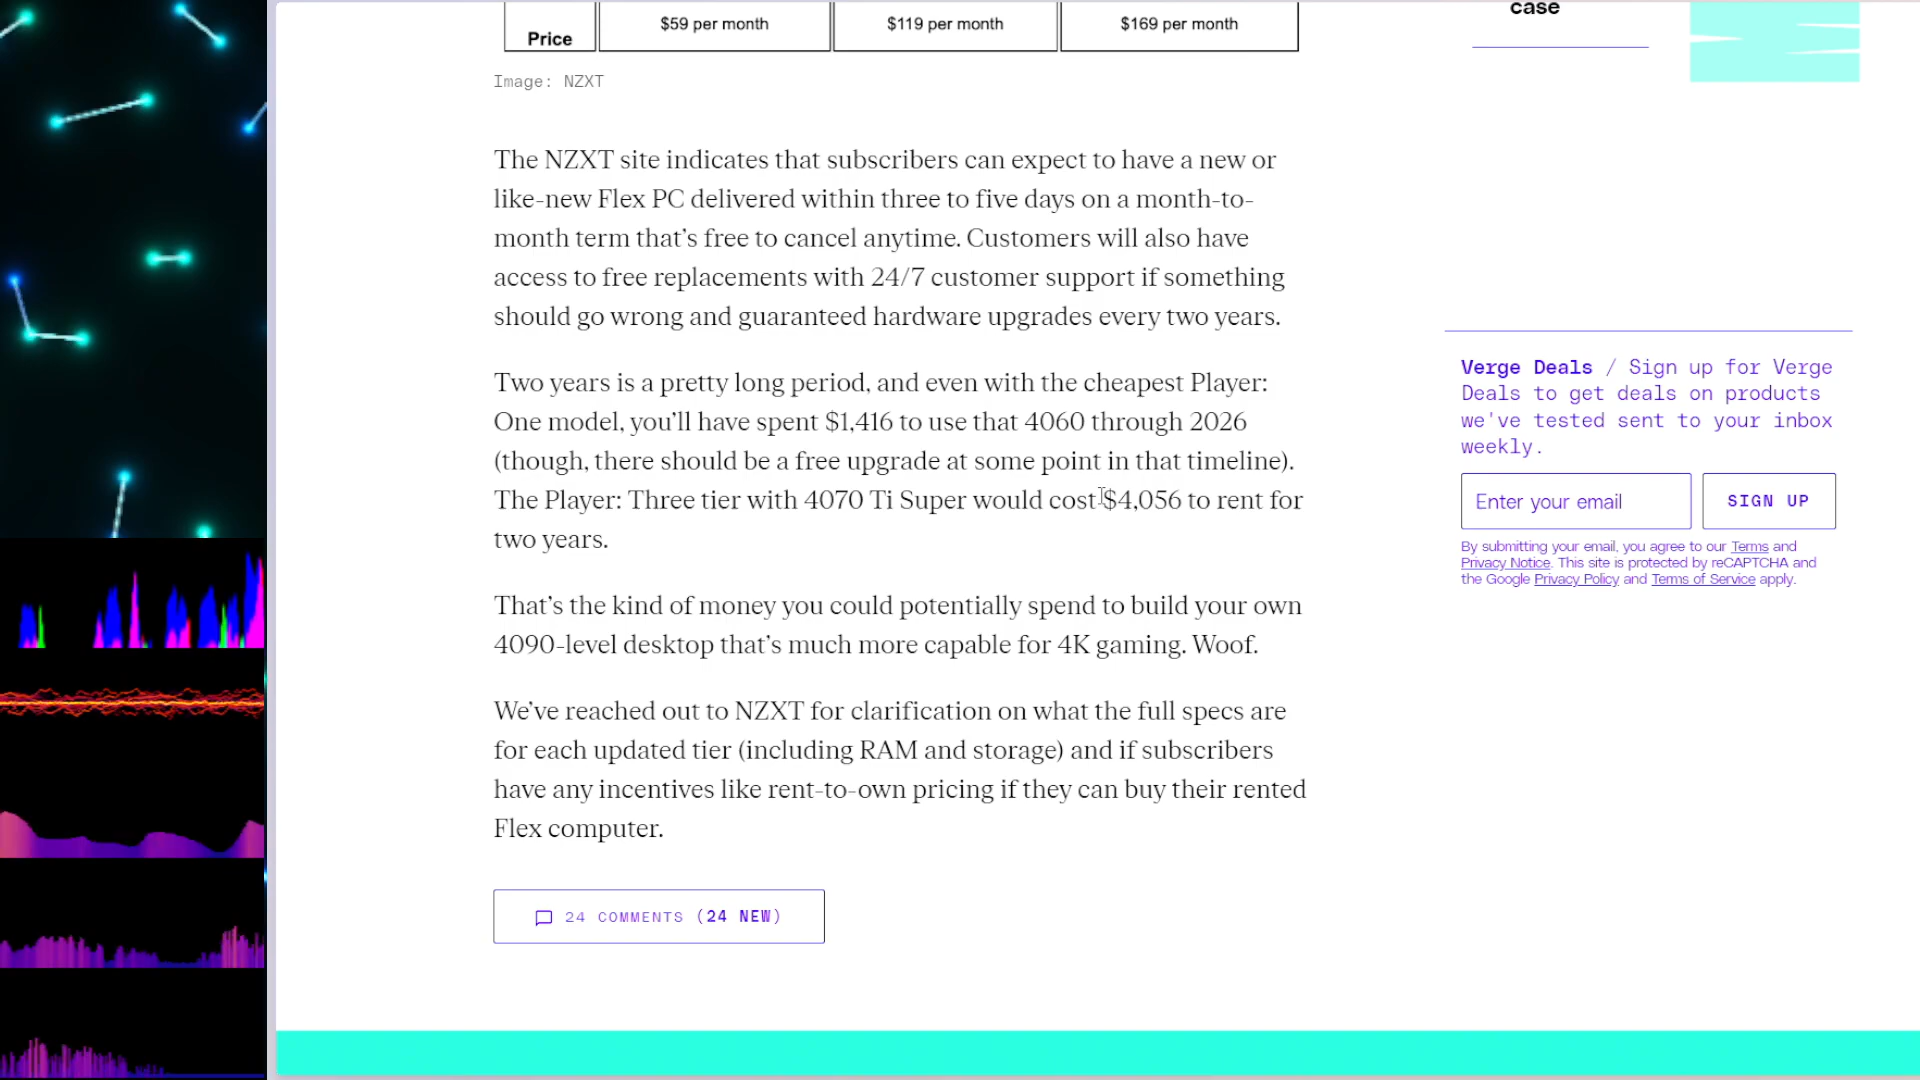 Price
$59 per month
$119 per month
$169 per month
Image: NZXT
The NZXT site indicates that subscribers can expect to have a new or
like-new Flex PC delivered within three to five days on a month-to-
month term that’s free to cancel anytime. Customers will also have
access to free replacements with 24/7 customer support if something
should go wrong and guaranteed hardware upgrades every two years.
Two years is a pretty long period, and even with the cheapest Player:
One model, you’ll have spent $1,416 to use that 4060 through 2026
(though, there should be a free upgrade at some point in that timeline).
The Player: Three tier with 4070 Ti Super would cost $4,056 to rent for
two years.
That’s the kind of money you could potentially spend to build your own
4090-level desktop that’s much more capable for 4K gaming. Woof.
We’ve reached out to NZXT for clarification on what the full specs are
for each updated tier (including RAM and storage) and if subscribers
have any incentives like rent-to-own pricing if they can buy their rented
Flex computer.
24 COMMENTS (24 NEW)
case
Verge Deals / Sign up for Verge
Deals to get deals on products
we've tested sent to your inbox
weekly.
Enter your email
SIGN UP
By submitting your email, you agree to our Terms and
Privacy Notice. This site is protected by reCAPTCHA and
the Google Privacy Policy and Terms of Service apply.